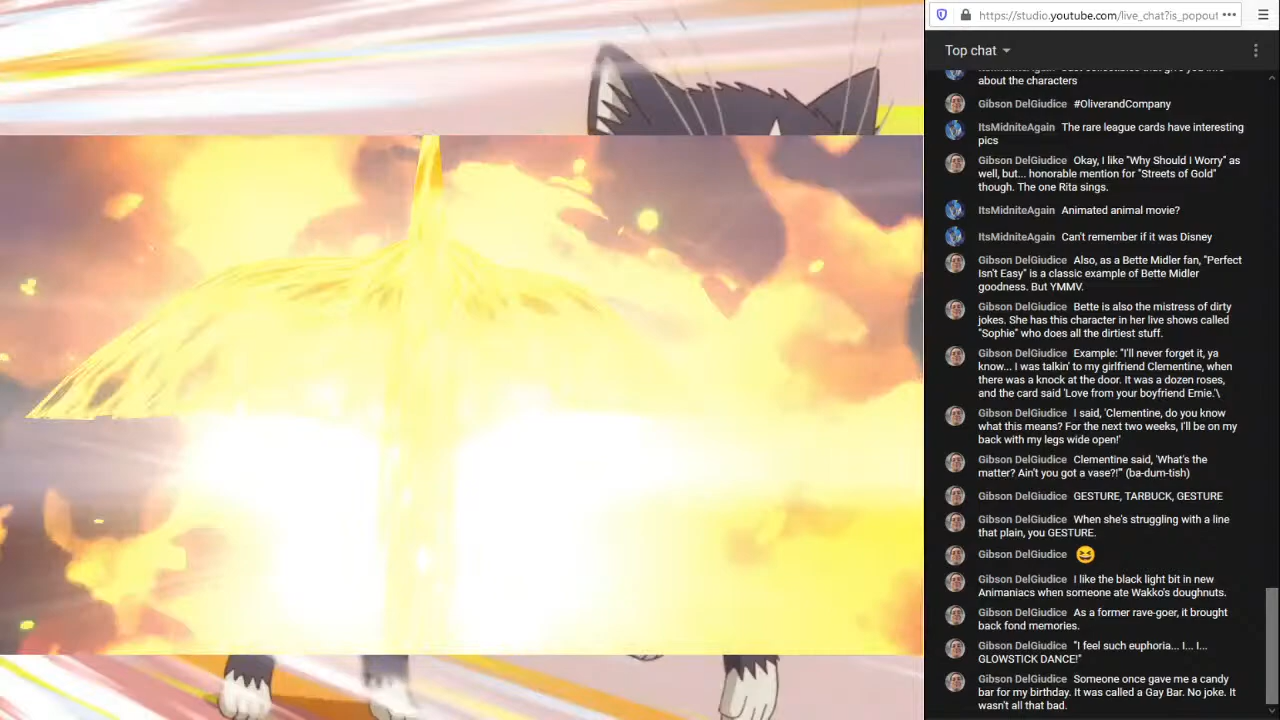 https://studio.youtube.com/live_chat?is_popout
Top chat
about the characters
Gibson DelGiudice #OliverandCompany
ItsMidniteAgain The rare league cards have interesting
pics
Gibson DelGiudice Okay, I like "Why Should I Worry" as
well, but... honorable mention for "Streets of Gold"
though. The one Rita sings.
ItsMidniteAgain Animated animal movie?
ItsMidniteAgain Can't remember if it was Disney
Gibson DelGiudice Also, as a Bette Midler fan, "Perfect
Isn't Easy" is a classic example of Bette Midler
goodness. But YMMV.
Gibson DelGiudice Bette is also the mistress of dirty
jokes. She has this character in her live shows called
"Sophie" who does all the dirtiest stuff.
Gibson DelGiudice Example: "I'll never forget it, ya
know... I was talkin' to my girlfriend Clementine, when
there was a knock at the door. It was a dozen roses,
and the card said 'Love from your boyfriend Ernie.'\
Gibson DelGiudice I said, 'Clementine, do you know
what this means? For the next two weeks, I'll be on my
back with my legs wide open!'
Gibson DelGiudice Clementine said, 'What's the
matter? Ain't you got a vase?!'" (ba-dum-tish)
Gibson DelGiudice GESTURE, TARBUCK, GESTURE
Gibson DelGiudice When she's struggling with a line
that plain, you GESTURE.
Gibson DelGiudice 😆
Gibson DelGiudice I like the black light bit in new
Animaniacs when someone ate Wakko's doughnuts.
Gibson DelGiudice As a former rave-goer, it brought
back fond memories.
Gibson DelGiudice "I feel such euphoria... I... I...
GLOWSTICK DANCE!"
Gibson DelGiudice Someone once gave me a candy
bar for my birthday. It was called a Gay Bar. No joke. It
wasn't all that bad.